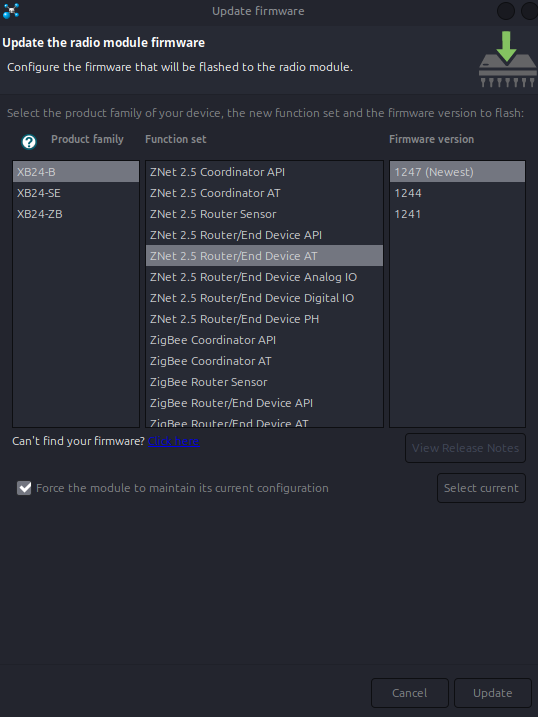 Update firmware
Update the radio module firmware
Configure the firmware that will be flashed to the radio module.
Select the product family of your device, the new function set and the firmware version to flash:
? Product family Function set Firmware version
XB24-B
XB24-SE
XB24-ZB
ZNet 2.5 Coordinator API
ZNet 2.5 Coordinator AT
ZNet 2.5 Router Sensor
ZNet 2.5 Router/End Device API
ZNet 2.5 Router/End Device AT
ZNet 2.5 Router/End Device Analog IO
ZNet 2.5 Router/End Device Digital IO
ZNet 2.5 Router/End Device PH
ZigBee Coordinator API
ZigBee Coordinator AT
ZigBee Router Sensor
ZigBee Router/End Device API
ZigBee Router/End Device AT
1247 (Newest)
1244
1241
Can't find your firmware? Click here
View Release Notes
Force the module to maintain its current configuration
Select current
Cancel
Update